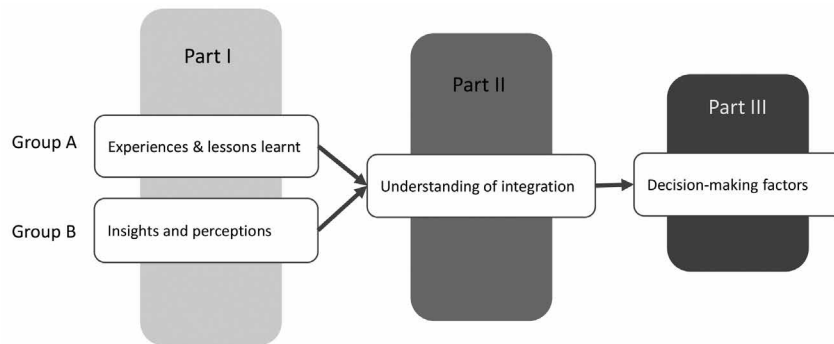 Part I
Part II
Part III
Group A
Experiences & lessons learnt
Understanding of integration
Decision-making factors
Group B
Insights and perceptions